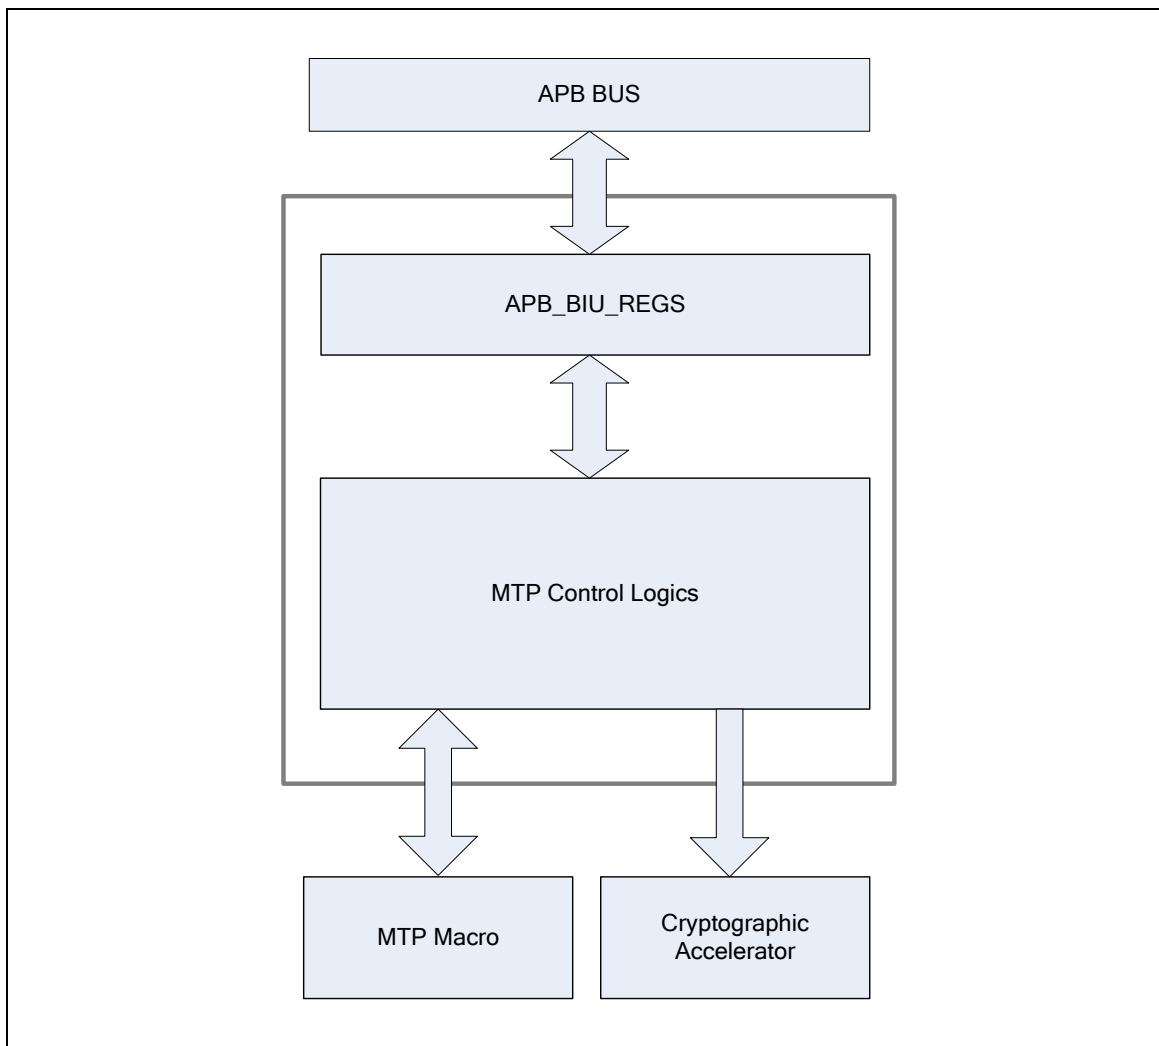 APB BUS
APB_BIU_REGS
MTP Control Logics
MTP Macro
Cryptographic
Accelerator